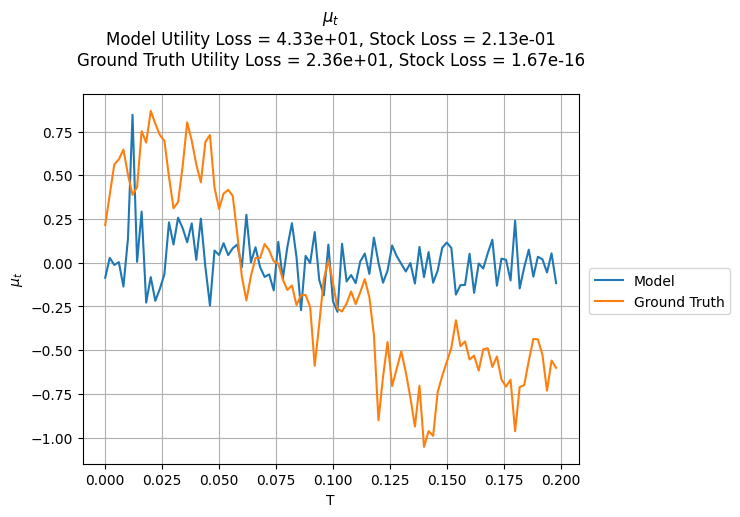 μₜ
Model Utility Loss = 4.33e+01, Stock Loss = 2.13e-01
Ground Truth Utility Loss = 2.36e+01, Stock Loss = 1.67e-16
μₜ
0.75
0.50
0.25
0.00
−0.25
−0.50
−0.75
−1.00
0.000 0.025 0.050 0.075 0.100 0.125 0.150 0.175 0.200
T
Model
Ground Truth